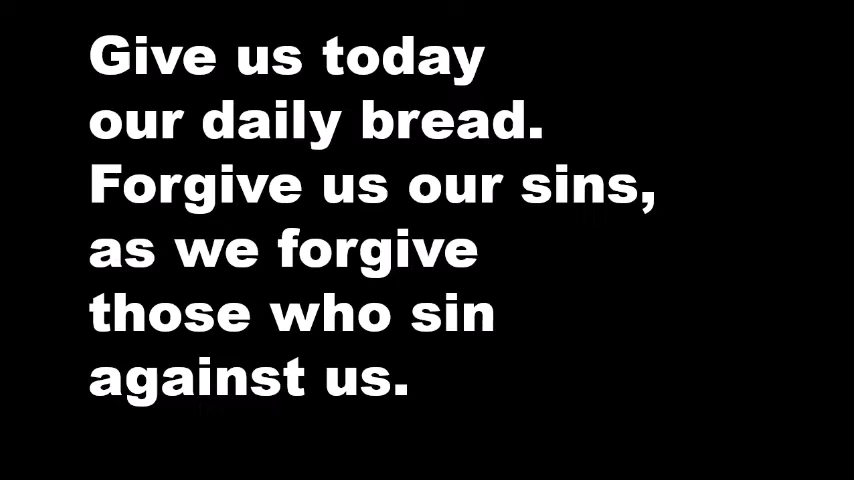 Give us today
our daily bread.
Forgive us our sins,
as we forgive
those who sin
against us.